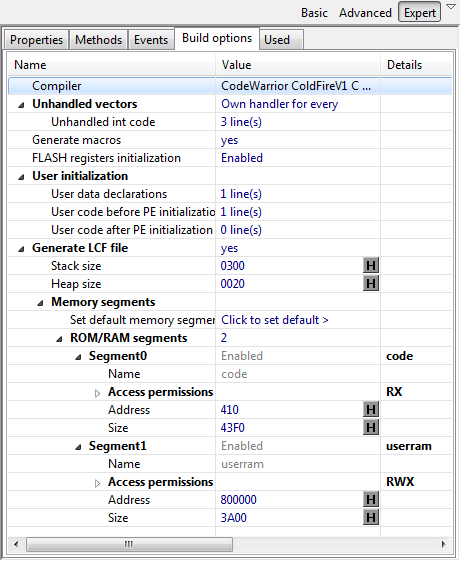 Basic Advanced Expert
Properties Methods Events Build options Used
Name Value Details
Compiler CodeWarrior ColdFireV1 C ...
Unhandled vectors Own handler for every
Unhandled int code 3 line(s)
Generate macros yes
FLASH registers initialization Enabled
User initialization
User data declarations 1 line(s)
User code before PE initializatio 1 line(s)
User code after PE initialization 0 line(s)
Generate LCF file yes
Stack size 0300 H
Heap size 0020 H
Memory segments
Set default memory segmer Click to set default >
ROM/RAM segments 2
Segment0 Enabled code
Name code
Access permissions RX
Address 410 H
Size 43F0 H
Segment1 Enabled userram
Name userram
Access permissions RWX
Address 800000 H
Size 3A00 H